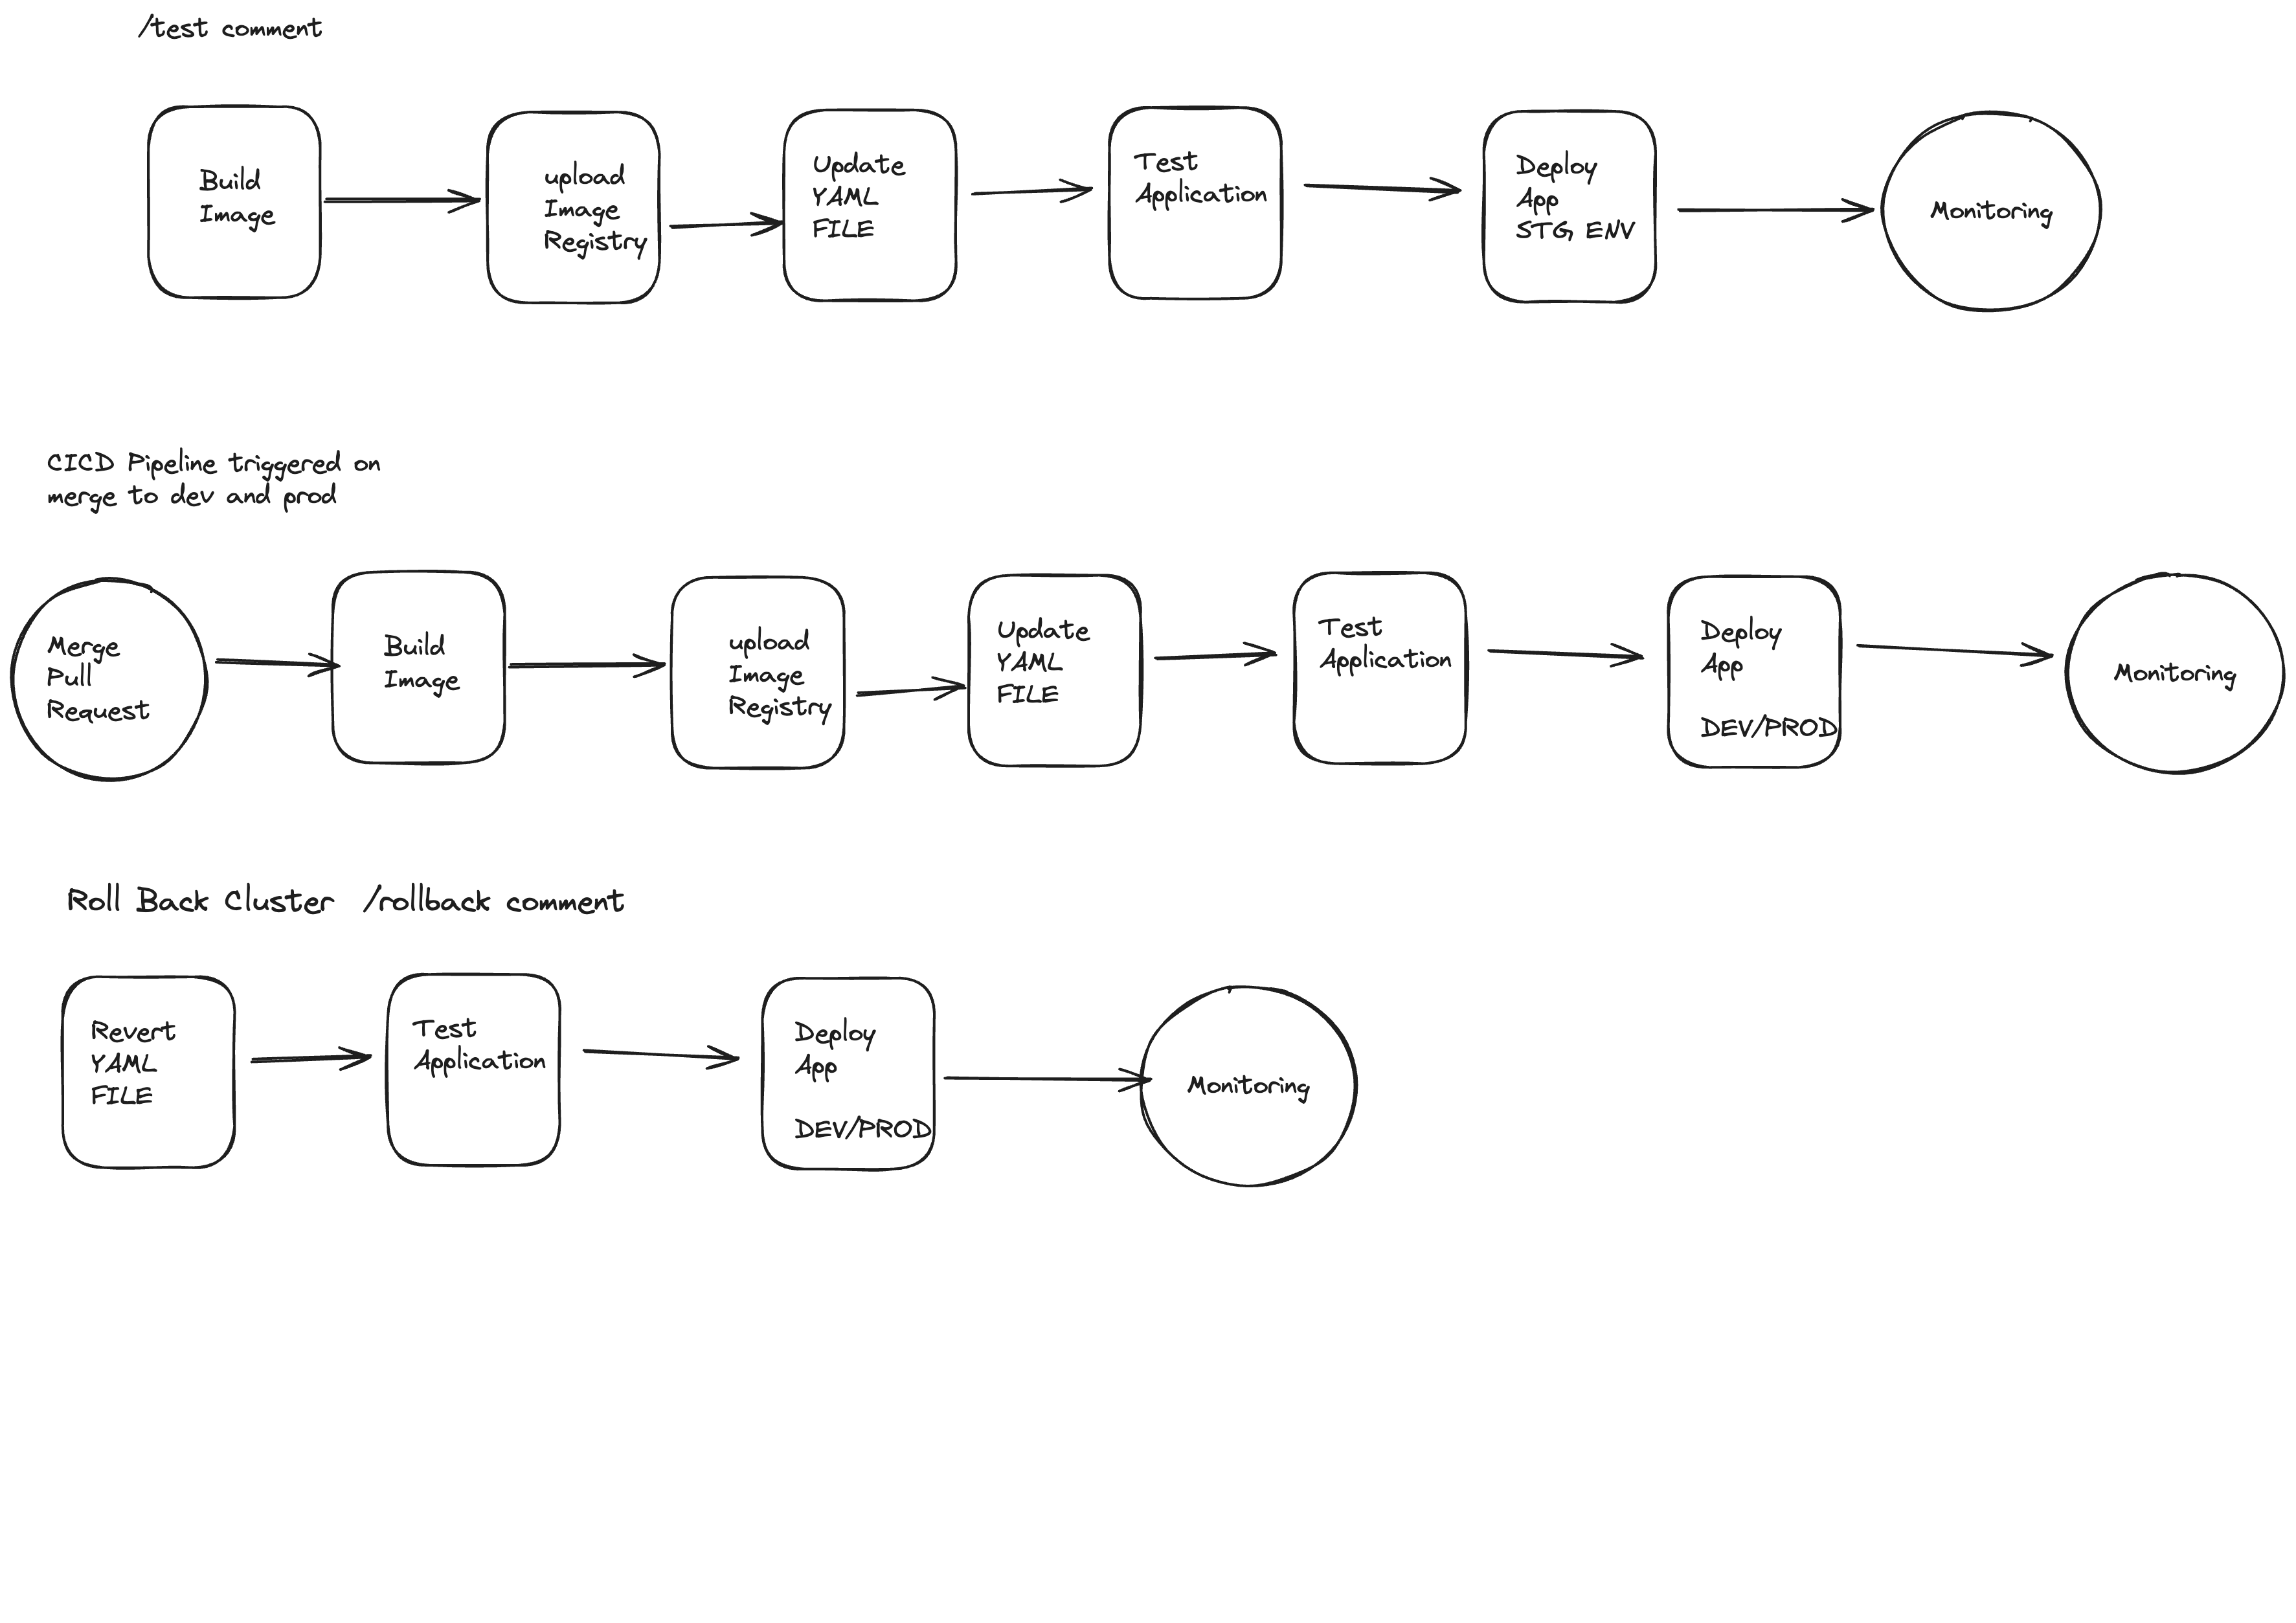 /test comment
Build
Image
upload
Image
Registry
Update
YAML
FILE
Test
Application
Deploy
App
STG ENV
Monitoring
CICD Pipeline triggered on
merge to dev and prod
Merge
Pull
Request
Build
Image
upload
Image
Registry
Update
YAML
FILE
Test
Application
Deploy
App
DEV/PROD
Monitoring
Roll Back Cluster /rollback comment
Revert
YAML
FILE
Test
Application
Deploy
App
DEV/PROD
Monitoring